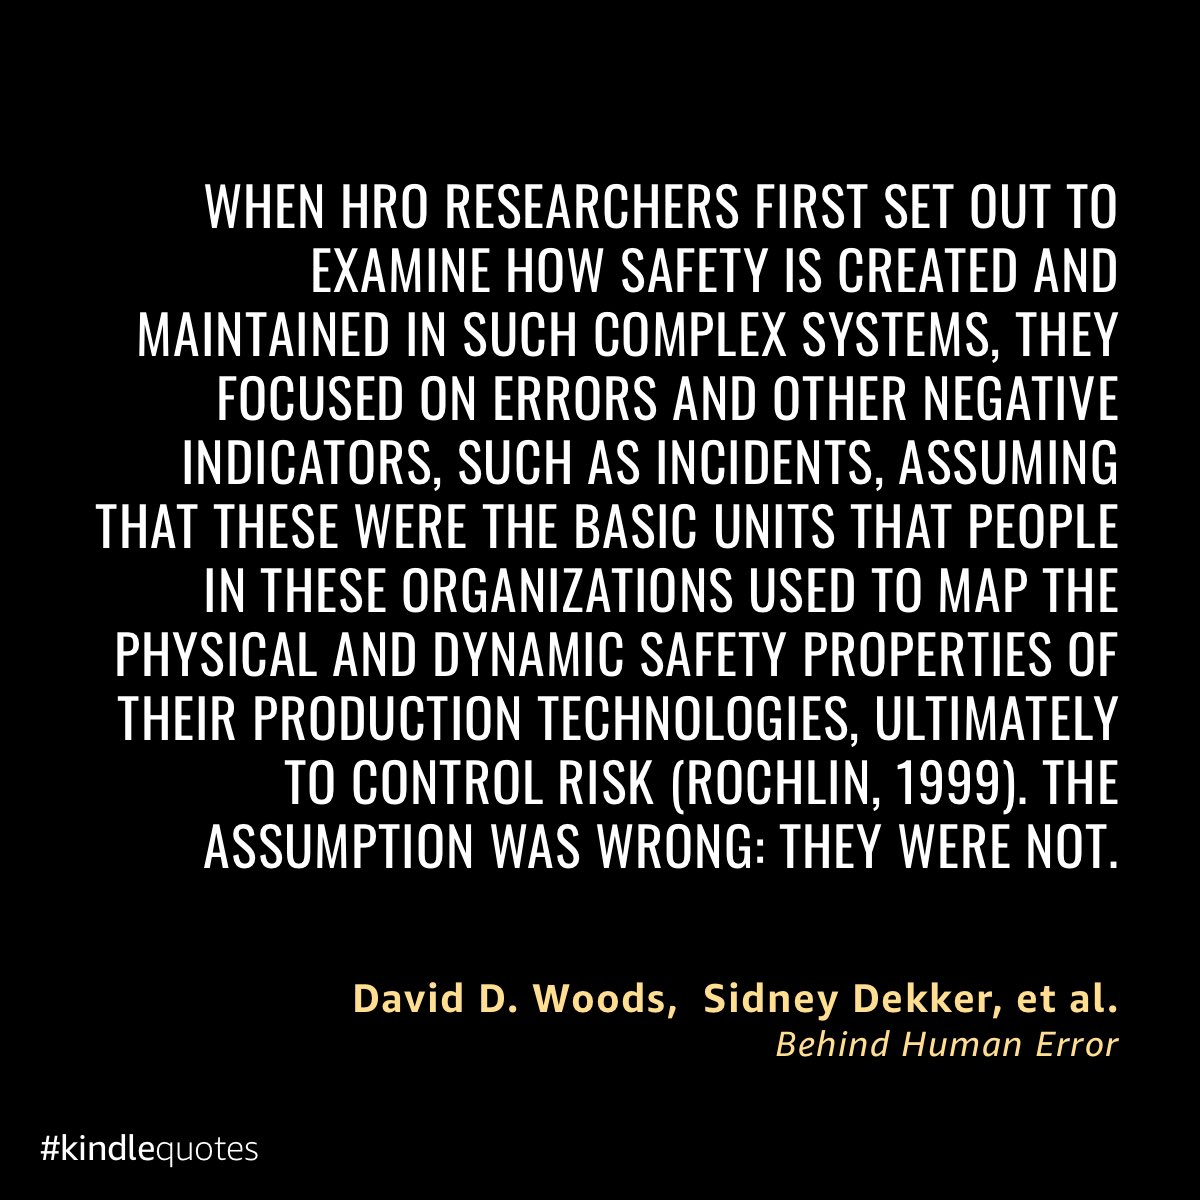 WHEN HRO RESEARCHERS FIRST SET OUT TO
EXAMINE HOW SAFETY IS CREATED AND
MAINTAINED IN SUCH COMPLEX SYSTEMS, THEY
FOCUSED ON ERRORS AND OTHER NEGATIVE
INDICATORS, SUCH AS INCIDENTS, ASSUMING
THAT THESE WERE THE BASIC UNITS THAT PEOPLE
IN THESE ORGANIZATIONS USED TO MAP THE
PHYSICAL AND DYNAMIC SAFETY PROPERTIES OF
THEIR PRODUCTION TECHNOLOGIES, ULTIMATELY
TO CONTROL RISK (ROCHLIN, 1999). THE
ASSUMPTION WAS WRONG: THEY WERE NOT.
David D. Woods, Sidney Dekker, et al.
Behind Human Error
#kindlequotes